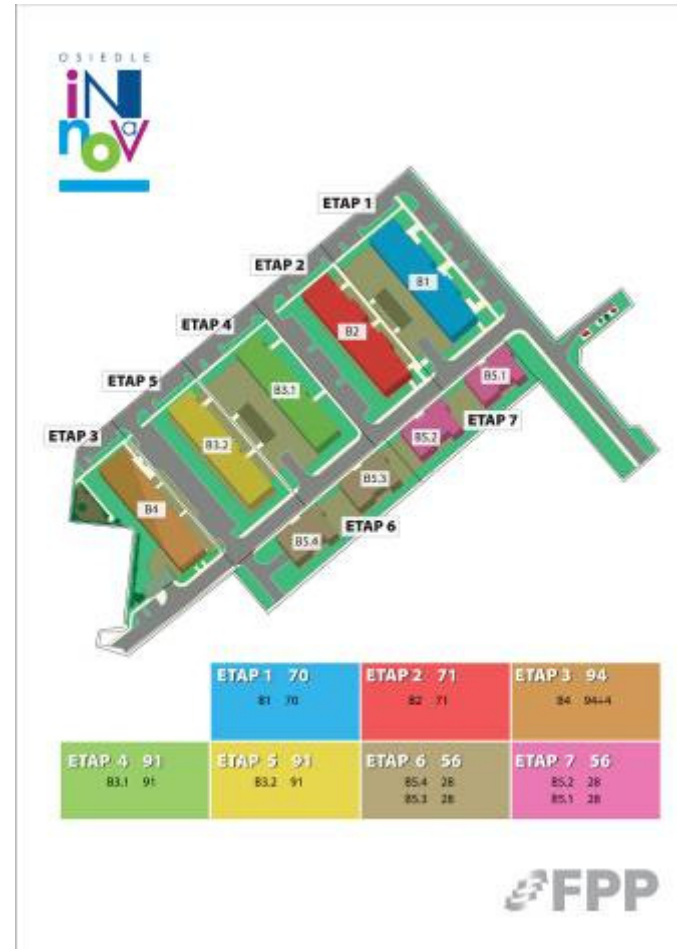 OSIEDLE
iNNOVa
ETAP 1
ETAP 2
B1
B2
ETAP 4
B5.1
ETAP 5
B3.1
ETAP 7
B5.2
ETAP 3
B3.2
B5.3
B4
ETAP 6
B5.4
ETAP 1 70
B1 70
ETAP 2 71
B2 71
ETAP 3 94
B4 94+4
ETAP 4 91
B3.1 91
ETAP 5 91
B3.2 91
ETAP 6 56
B5.4 28
B5.3 28
ETAP 7 56
B5.2 28
B5.1 28
FPP